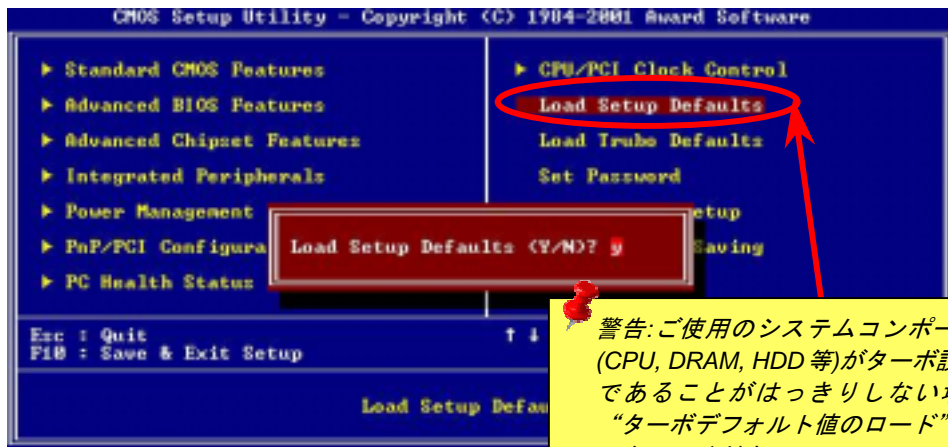 CMOS Setup Utility - Copyright (C) 1984-2001 Award Software
► Standard CMOS Features
► Advanced BIOS Features
► Advanced Chipset Features
► Integrated Peripherals
► Power Management
► PnP/PCI Configura
► PC Health Status
► CPU/PCI Clock Control
Load Setup Defaults
Load Trubo Defaults
Set Password
etup
Saving
Load Setup Defaults (Y/N)? y
Esc : Quit
F10 : Save & Exit Setup
↑ ↓
Load Setup Defau
警告:ご使用のシステムコンポー
(CPU, DRAM, HDD 等)がターボ設
であることがはっきりしない
“ターボデフォルト値のロード”